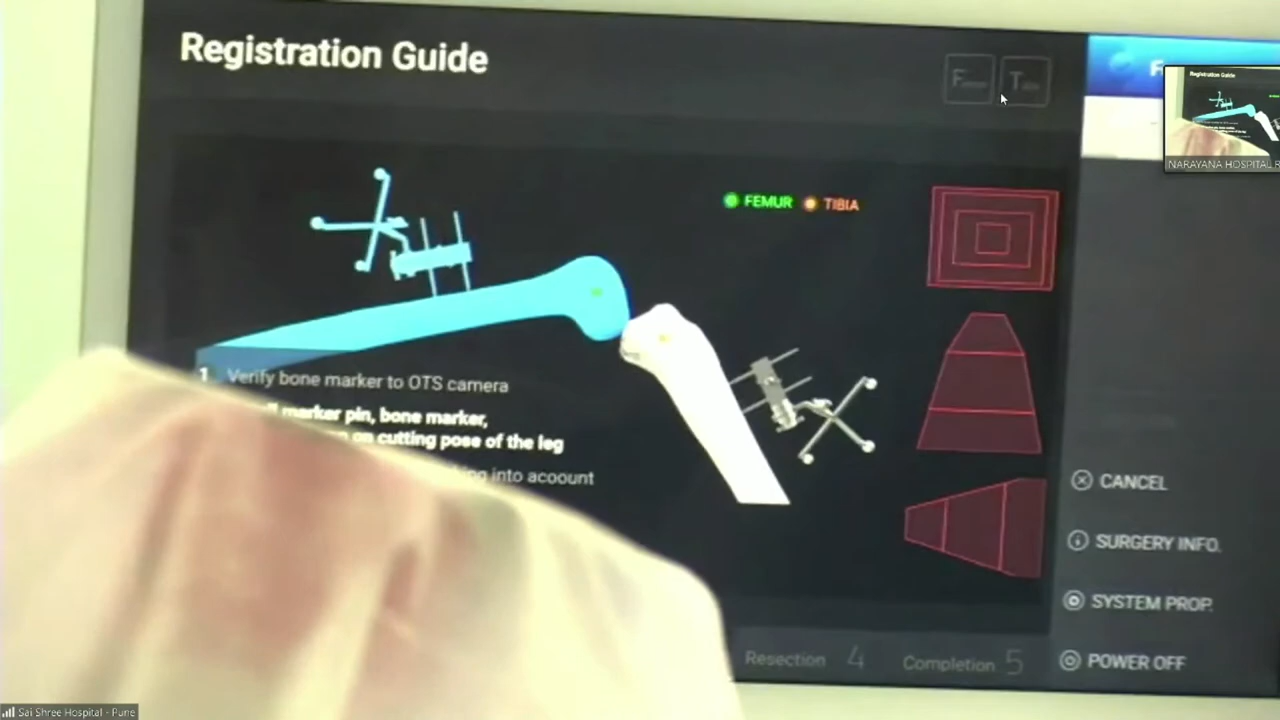 Registration Guide
F
T
Registration Guide
NARAYANA HOSPITAL R
FEMUR TIBIA
1 Verify bone marker to OTS camera
marker pin, bone marker,
on cutting pose of the leg
into acoount
CANCEL
SURGERY INFO.
SYSTEM PROP.
POWER OFF
Resection 4 Completion 5
Sai Shree Hospital - Pune